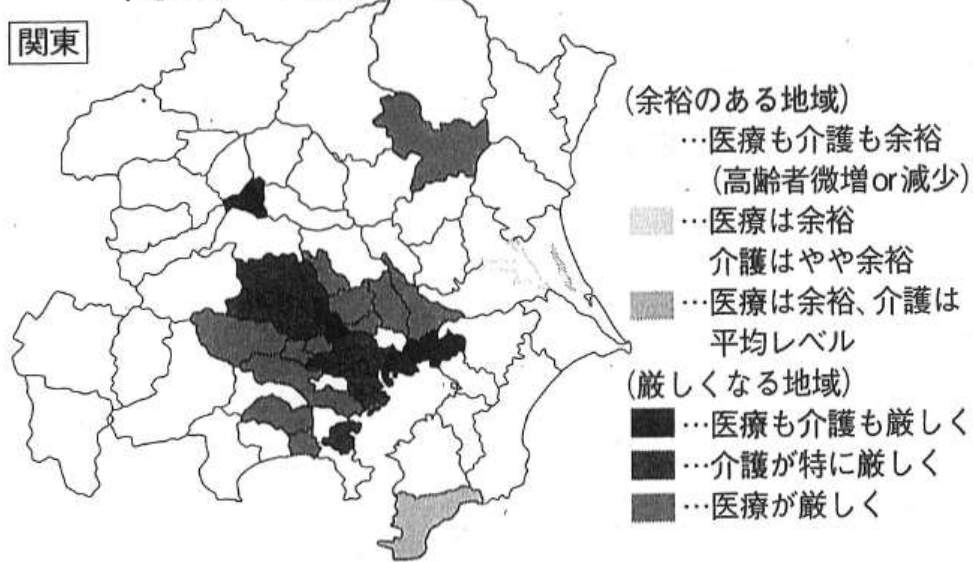 関東
(余裕のある地域)
…医療も介護も余裕
(高齢者微増or減少)
…医療は余裕
介護はやや余裕
…医療は余裕、介護は
平均レベル
(厳しくなる地域)
…医療も介護も厳しく
…介護が特に厳しく
…医療が厳しく